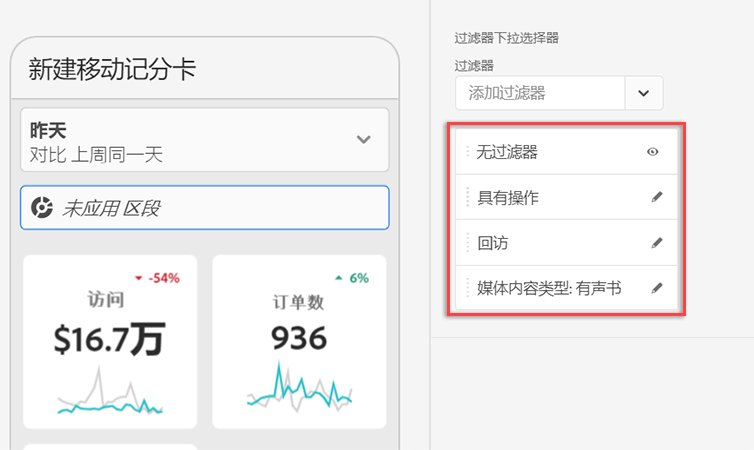 新建移动记分卡
昨天
对比 上周同一天
未应用 区段
-54%
访问
$16.7万
6%
订单数
936
过滤器下拉选择器
过滤器
添加过滤器
无过滤器
具有操作
回访
媒体内容类型: 有声书